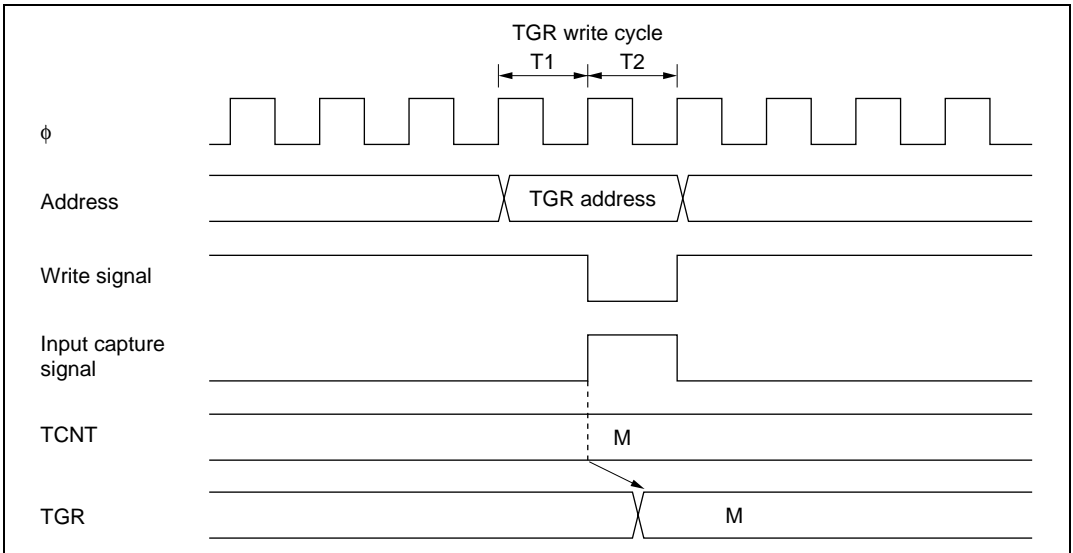 TGR write cycle
T1 T2
ϕ
Address TGR address
Write signal
Input capture
signal
TCNT M
TGR M